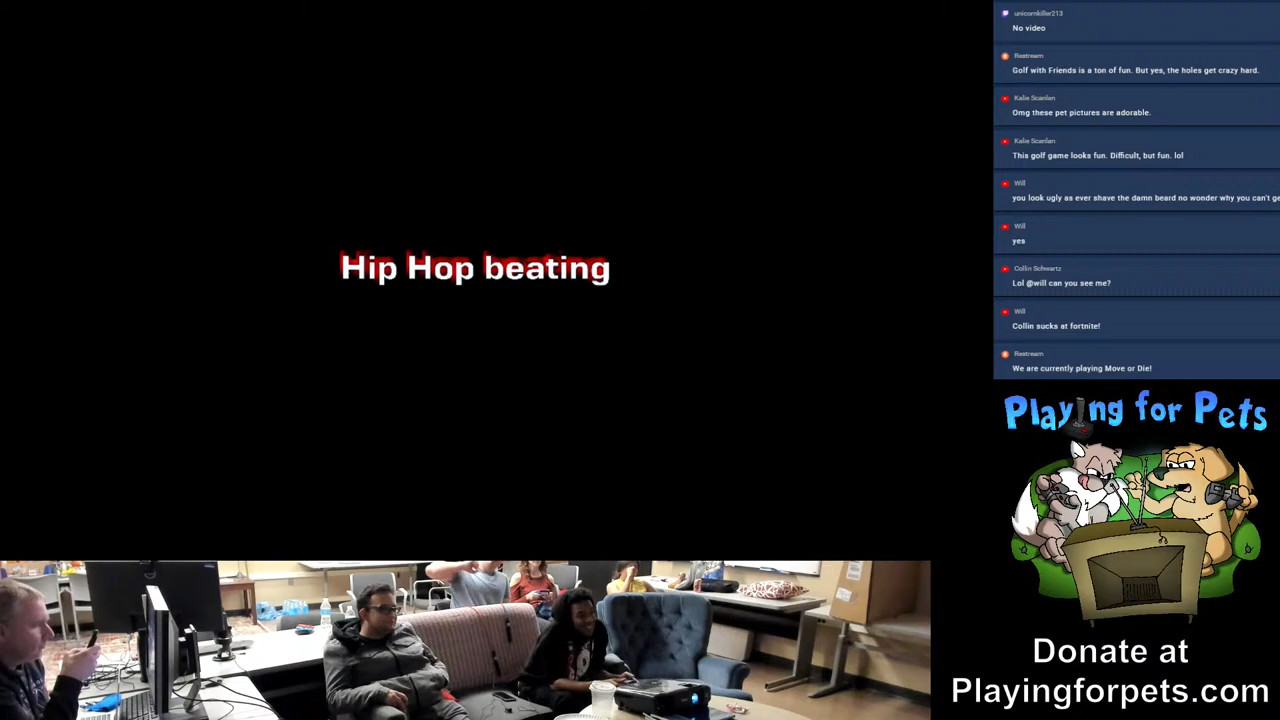 Hip Hop beating
unicornkiller213
No video
Restream
Golf with Friends is a ton of fun. But yes, the holes get crazy hard.
Kalie Scanlan
Omg these pet pictures are adorable.
Kalie Scanlan
This golf game looks fun. Difficult, but fun. lol
Will
you look ugly as ever shave the damn beard no wonder why you can't ge
Will
yes
Collin Schwartz
Lol @will can you see me?
Will
Collin sucks at fortnite!
Restream
We are currently playing Move or Die!
Playing for Pets
Donate at
Playingforpets.com